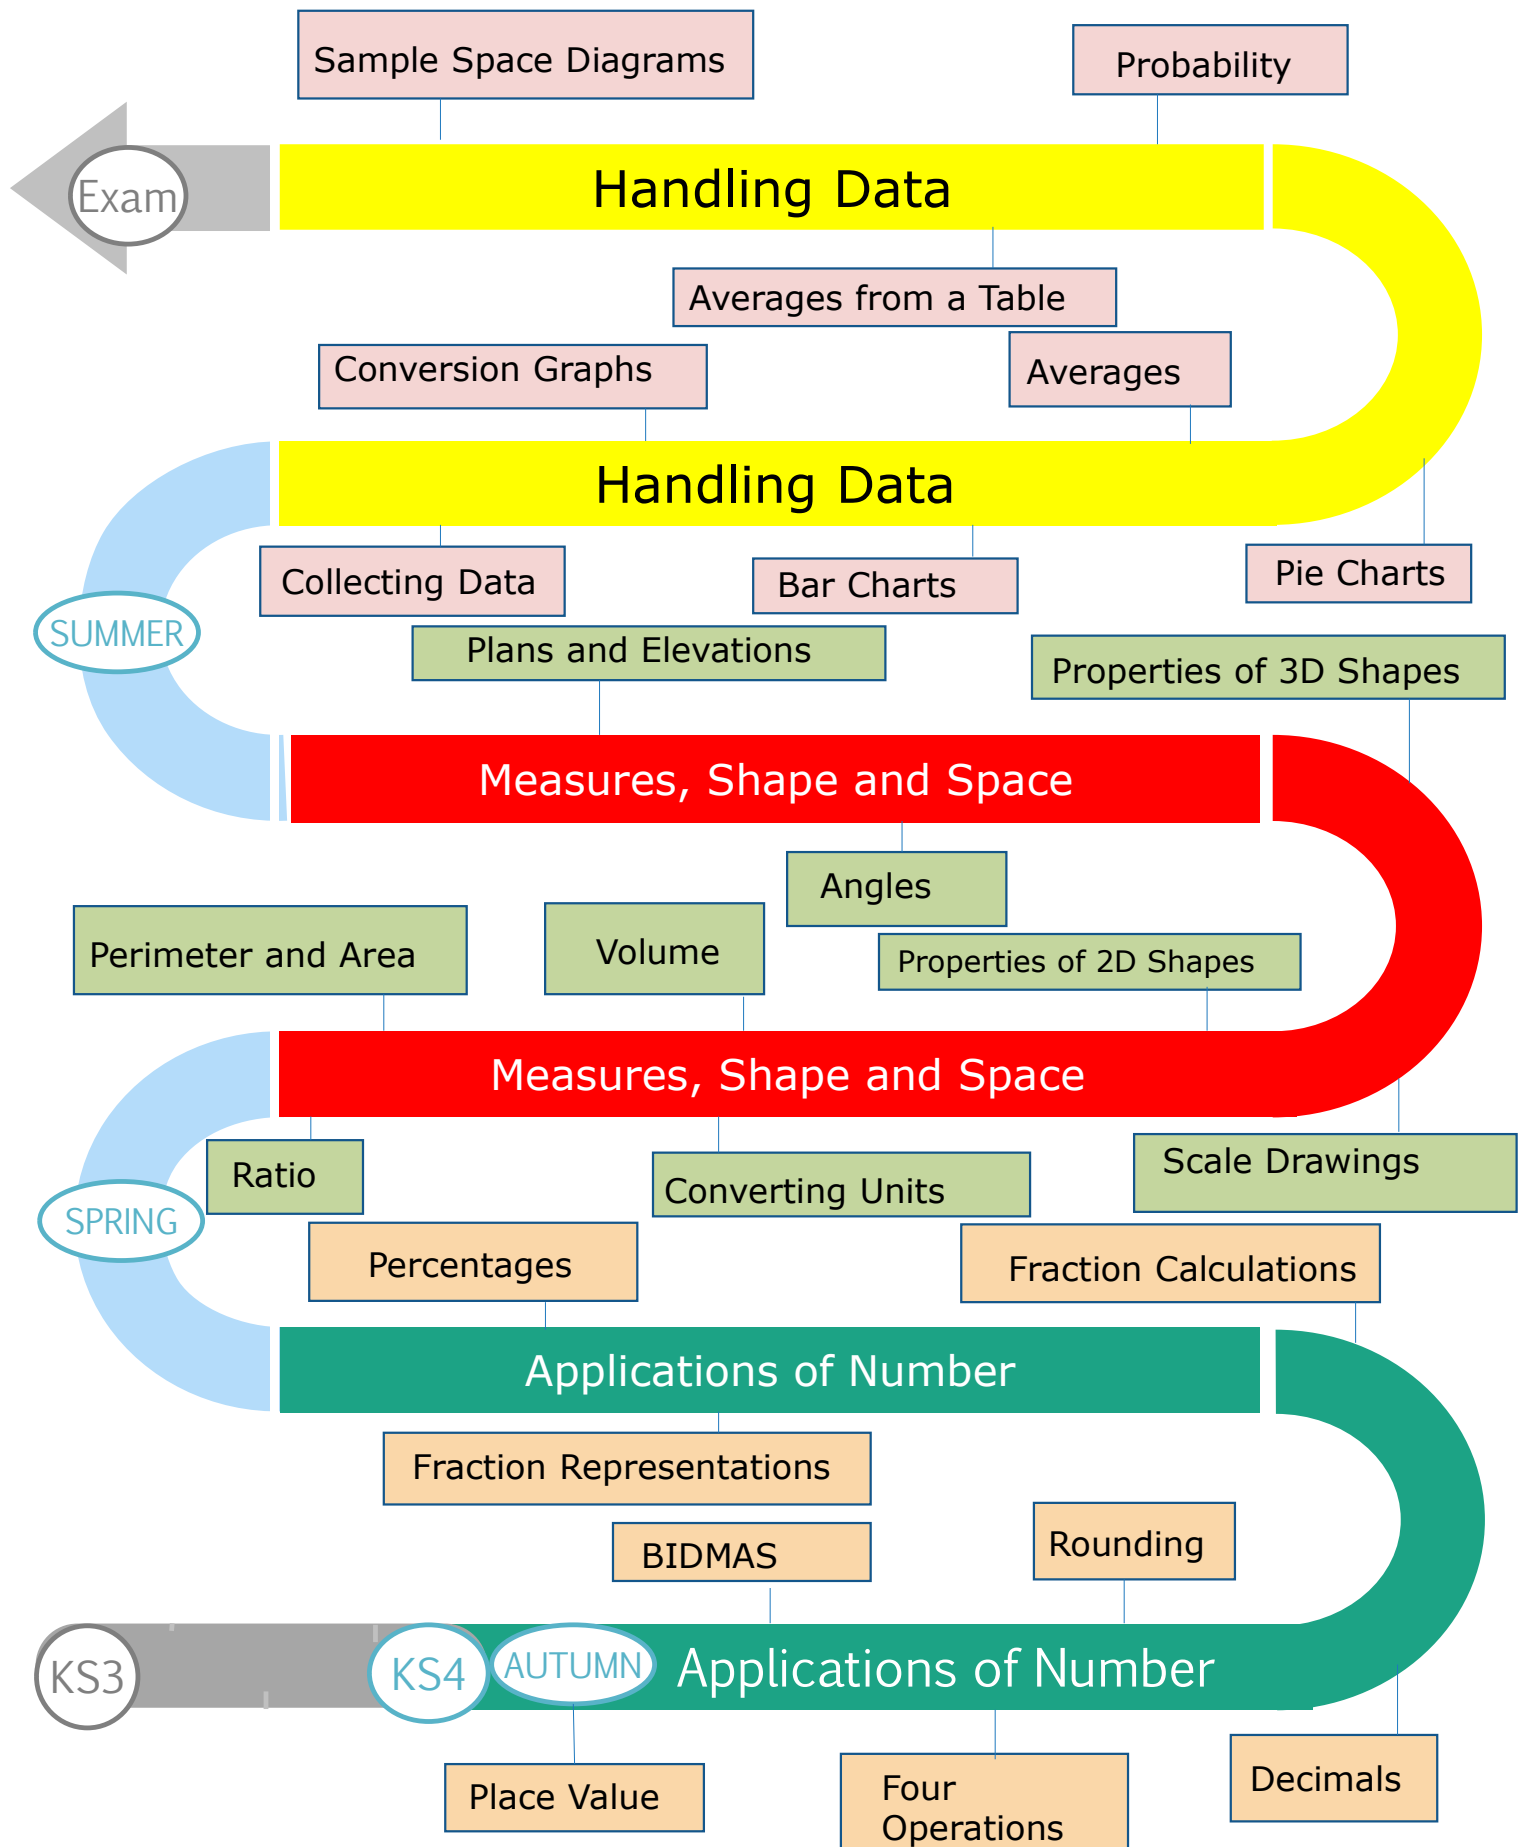 Sample Space Diagrams
Probability
Exam
Handling Data
Averages from a Table
Conversion Graphs
Averages
Handling Data
Collecting Data
Bar Charts
Pie Charts
SUMMER
Plans and Elevations
Properties of 3D Shapes
Measures, Shape and Space
Angles
Perimeter and Area
Volume
Properties of 2D Shapes
Measures, Shape and Space
Ratio
Converting Units
Scale Drawings
SPRING
Percentages
Fraction Calculations
Applications of Number
Fraction Representations
BIDMAS
Rounding
KS3
KS4
AUTUMN
Applications of Number
Place Value
Four
Operations
Decimals